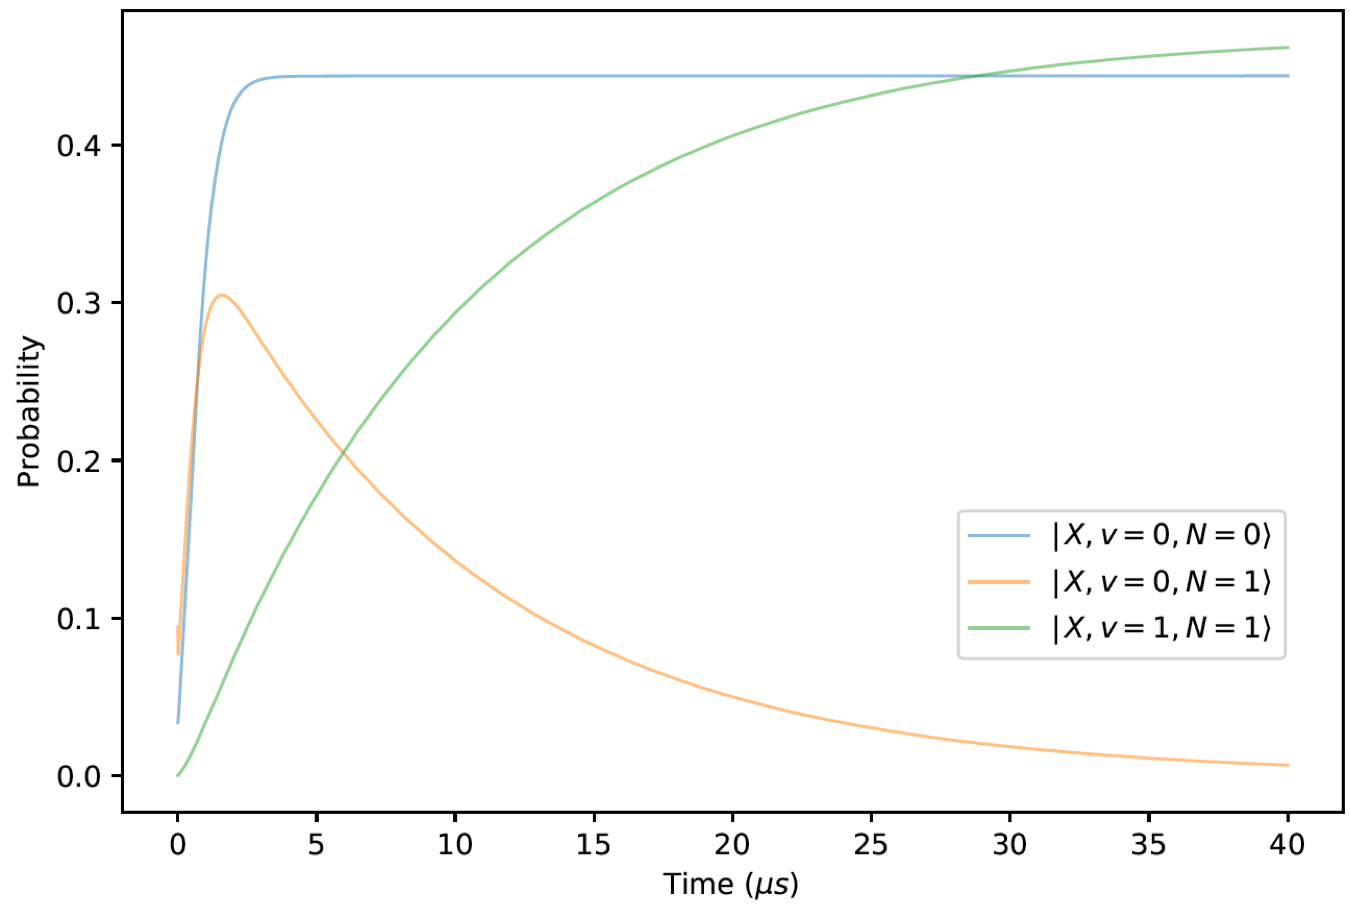 0.4
0.3
0.2
0.1
0.0
Probability
0 5 10 15 20 25 30 35 40
Time (μs)
|X, v = 0, N = 0⟩
|X, v = 0, N = 1⟩
|X, v = 1, N = 1⟩